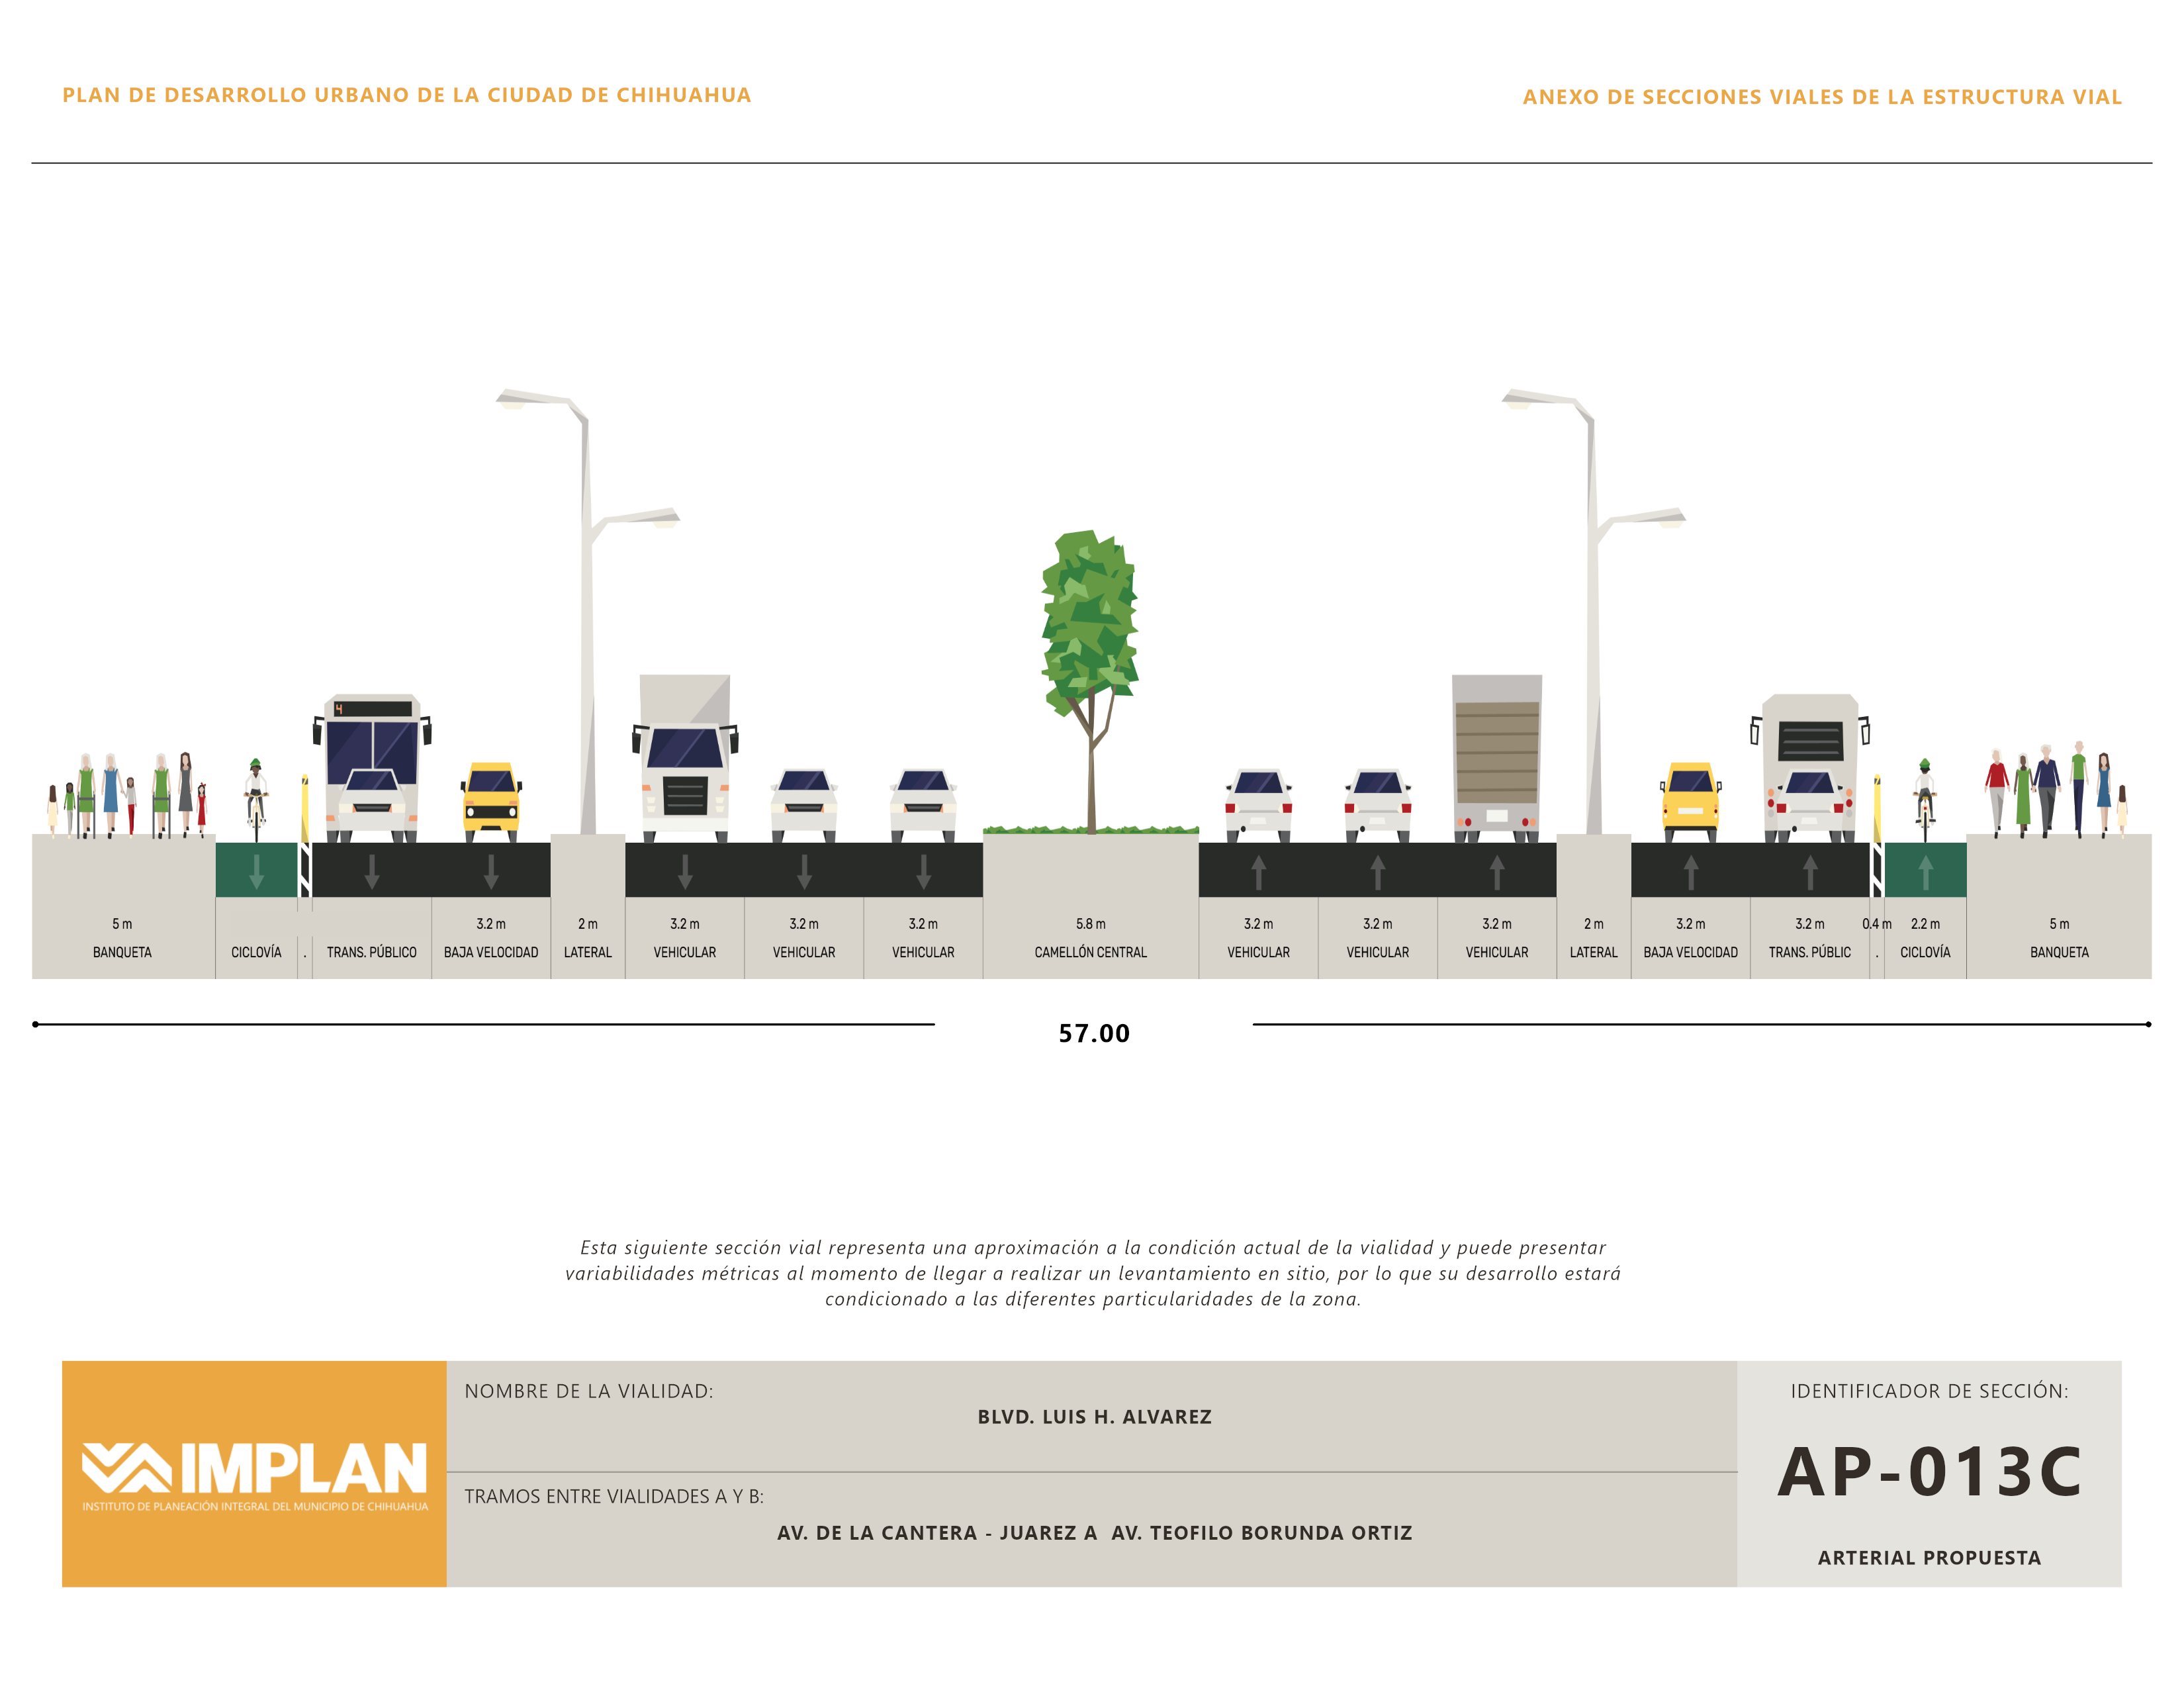 PLAN DE DESARROLLO URBANO DE LA CIUDAD DE CHIHUAHUA
ANEXO DE SECCIONES VIALES DE LA ESTRUCTURA VIAL
4
5 m 3.2 m 2 m 3.2 m 3.2 m 3.2 m 5.8 m 3.2 m 3.2 m 3.2 m 2 m 3.2 m 3.2 m 0.4 m 2.2 m 5 m
BANQUETA CICLOVÍA . TRANS. PÚBLICO BAJA VELOCIDAD LATERAL VEHICULAR VEHICULAR VEHICULAR CAMELLÓN CENTRAL VEHICULAR VEHICULAR VEHICULAR LATERAL BAJA VELOCIDAD TRANS. PÚBLIC . CICLOVÍA BANQUETA
57.00
Esta siguiente sección vial representa una aproximación a la condición actual de la vialidad y puede presentar
variabilidades métricas al momento de llegar a realizar un levantamiento en sitio, por lo que su desarrollo estará
condicionado a las diferentes particularidades de la zona.
IMPLAN
INSTITUTO DE PLANEACIÓN INTEGRAL DEL MUNICIPIO DE CHIHUAHUA
NOMBRE DE LA VIALIDAD:
BLVD. LUIS H. ALVAREZ
TRAMOS ENTRE VIALIDADES A Y B:
AV. DE LA CANTERA - JUAREZ A  AV. TEOFILO BORUNDA ORTIZ
IDENTIFICADOR DE SECCIÓN:
AP-013C
ARTERIAL PROPUESTA